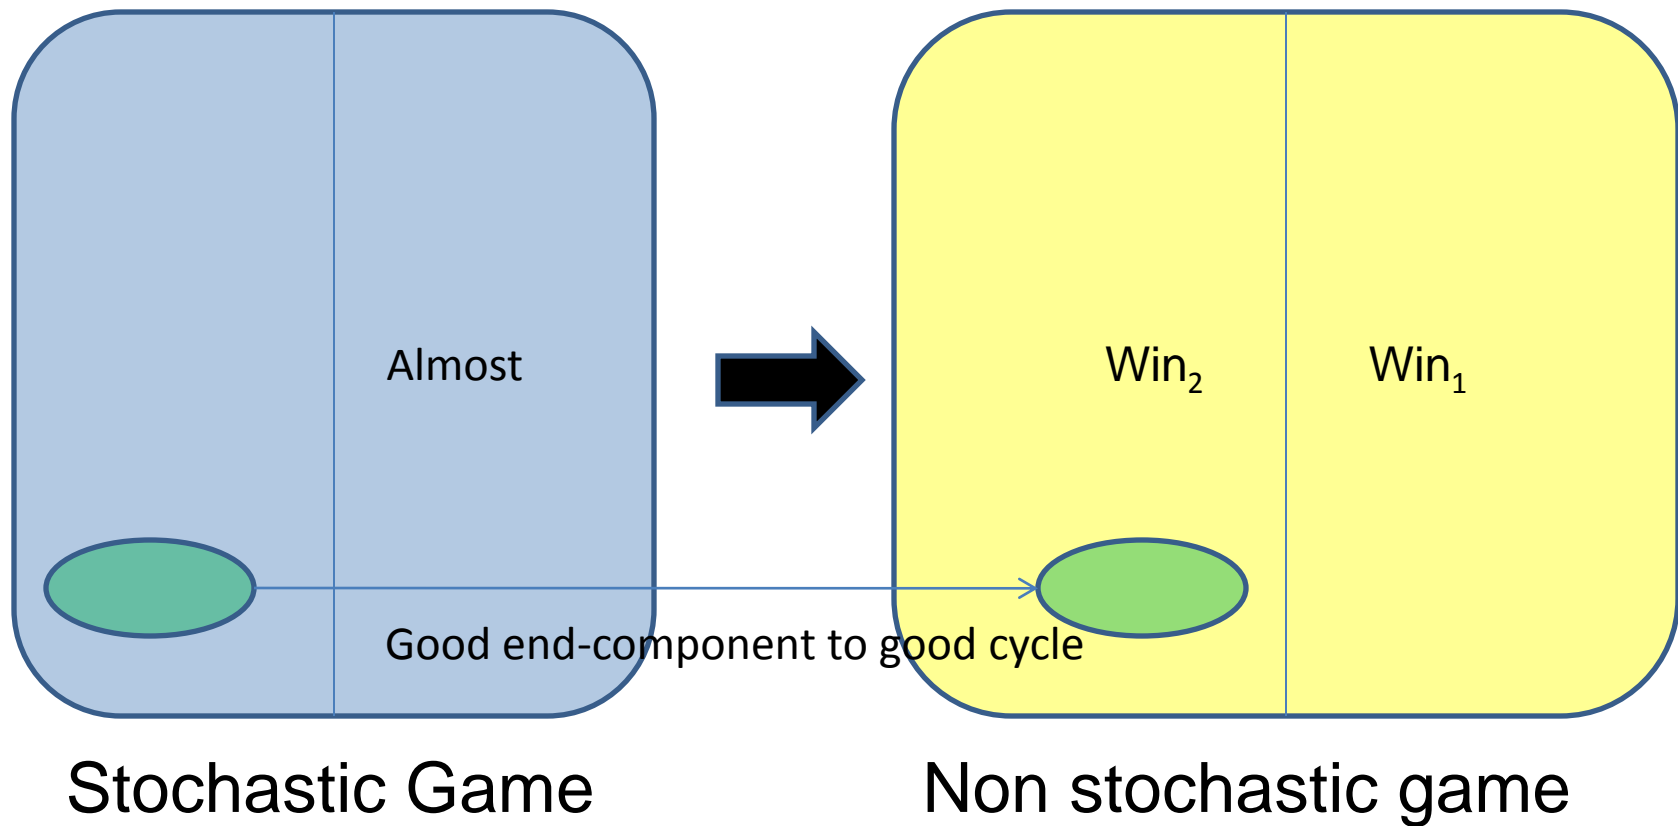 Almost
Win₂
Win₁
Good end-component to good cycle
Stochastic Game
Non stochastic game